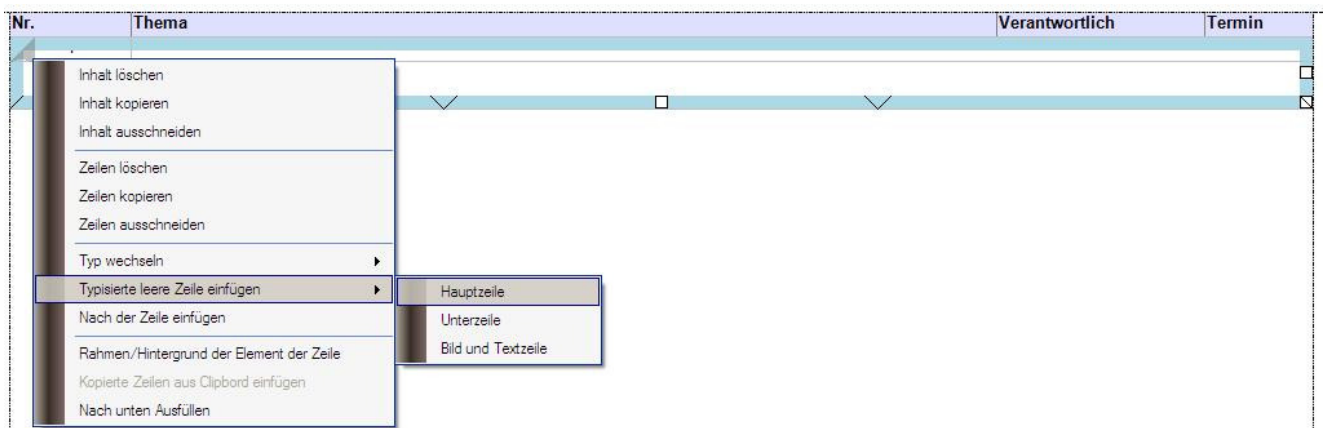 Nr. Thema Verantwortlich Termin
Inhalt löschen
Inhalt kopieren
Inhalt ausschneiden
Zeilen löschen
Zeilen kopieren
Zeilen ausschneiden
Typ wechseln
Typisierte leere Zeile einfügen
Hauptzeile
Nach der Zeile einfügen
Unterzeile
Rahmen/Hintergrund der Element der Zeile
Bild und Textzeile
Kopierte Zeilen aus Clipbord einfügen
Nach unten Ausfüllen